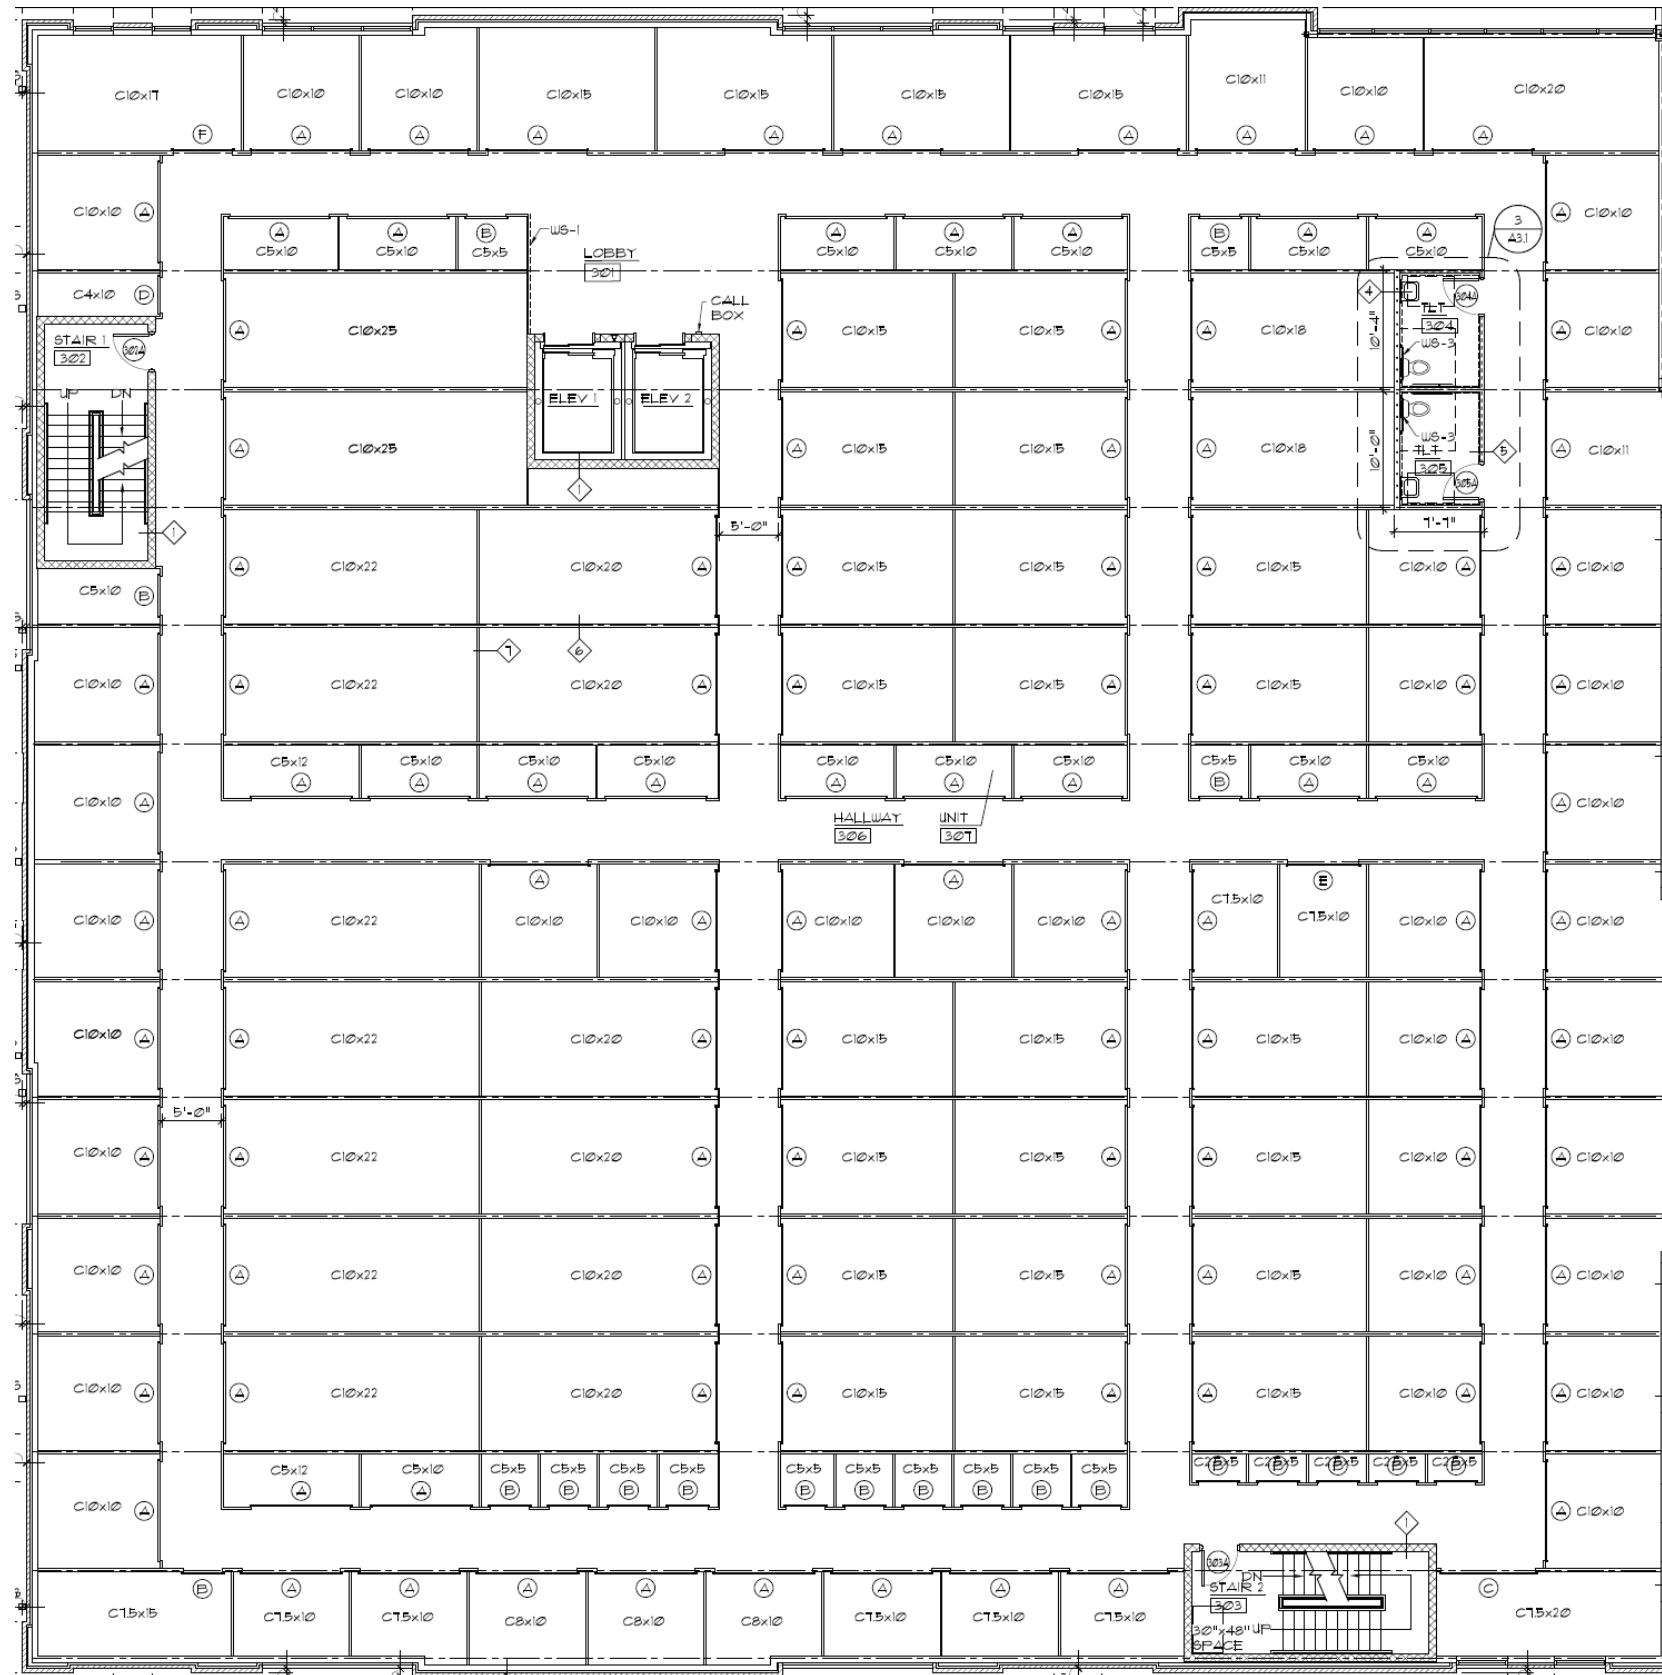 C10x17 C10x10 C10x10 C10x15 C10x15 C10x15 C10x15 C10x11 C10x10 C10x20
F A A A A A A A A A
C10x10 A A C10x10
A A B A A A B A A 3
C5x10 C5x10 C5x5 C5x10 C5x10 C5x10 C5x5 C5x10 C5x10 A3.1
WS-1
LOBBY
301
C4x10 D
CALL
BOX
4 304A
TLT
304
STAIR 1
302
302A
A C10x25 A C10x15 C10x15 A A C10x18 10'-4" WS-3 A C10x10
UP DN
ELEV 1 ELEV 2
A C10x25 A C10x15 C10x15 A A C10x18 10'-0" WS-3 5 A C10x11
TLT
305
305A
1
1
5'-0" 7'-7"
A C10x22 C10x20 A A C10x15 C10x15 A A C10x15 C10x10 A A C10x10
C5x10 B
7 6
C10x10 A A C10x22 C10x20 A A C10x15 C10x15 A A C10x15 C10x10 A A C10x10
C5x12 C5x10 C5x10 C5x10 C5x10 C5x10 C5x10 C5x5 C5x10 C5x10
A A A A A A A B A A
C10x10 A A C10x10
HALLWAY UNIT
306 307
A A E
C10x10 A A C10x22 C10x10 C10x10 A A C10x10 C10x10 C10x10 A C7.5x10 A C7.5x10 C10x10 A A C10x10
C10x10 A A C10x22 C10x20 A A C10x15 C10x15 A A C10x15 C10x10 A A C10x10
5'-0"
C10x10 A A C10x22 C10x20 A A C10x15 C10x15 A A C10x15 C10x10 A A C10x10
C10x10 A A C10x22 C10x20 A A C10x15 C10x15 A A C10x15 C10x10 A A C10x10
C10x10 A A C10x22 C10x20 A A C10x15 C10x15 A A C10x15 C10x10 A A C10x10
C5x12 C5x10 C5x5 C5x5 C5x5 C5x5 C5x5 C5x5 C5x5 C5x5 C5x5 C5x5
A A B B B B B B B B B B B B B B B
C10x10 A A C10x10
1
303A
DN
STAIR 2
303
B A A A A A A A A C
C7.5x15 C7.5x10 C7.5x10 C8x10 C8x10 C8x10 C7.5x10 C7.5x10 C7.5x10 C7.5x20
30"x48" UP
SPACE